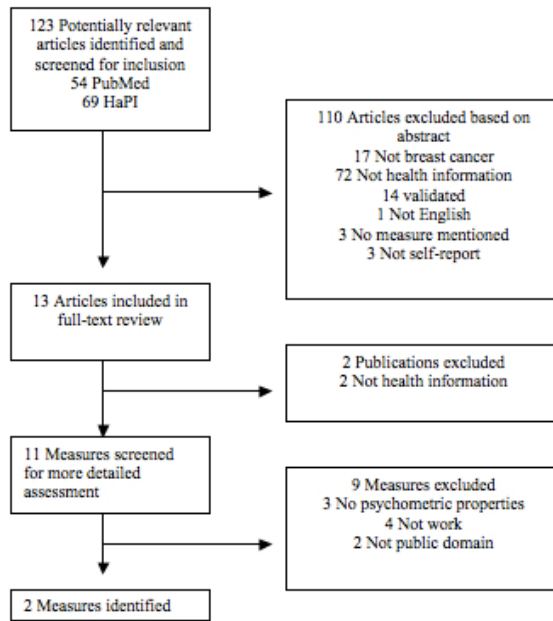 123 Potentially relevant
articles identified and
screened for inclusion
54 PubMed
69 HaPI
110 Articles excluded based on
abstract
17 Not breast cancer
72 Not health information
14 validated
1 Not English
3 No measure mentioned
3 Not self-report
13 Articles included in
full-text review
2 Publications excluded
2 Not health information
11 Measures screened
for more detailed
assessment
9 Measures excluded
3 No psychometric properties
4 Not work
2 Not public domain
2 Measures identified